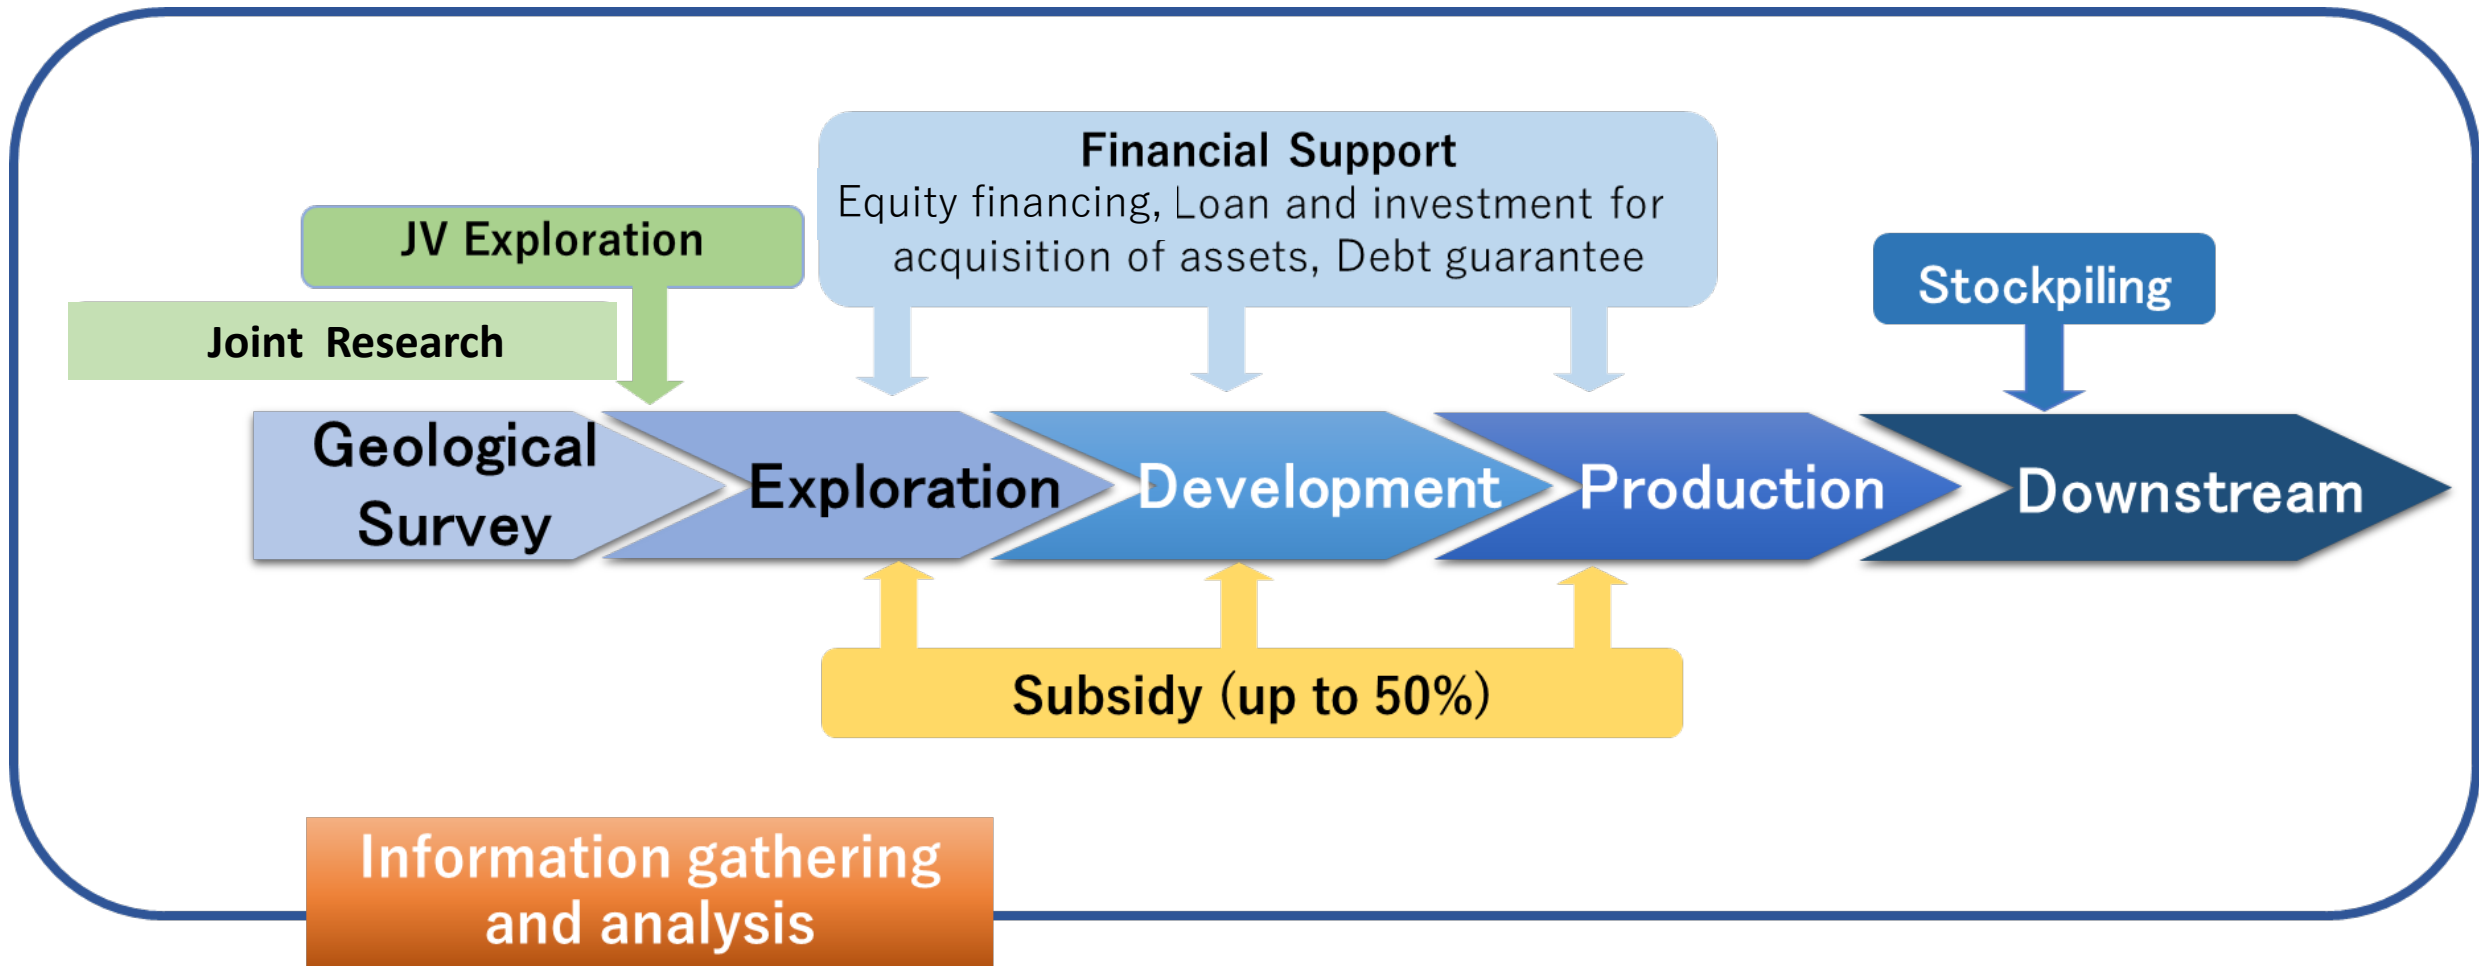 Financial Support
Equity financing, Loan and investment for
acquisition of assets, Debt guarantee
JV Exploration
Stockpiling
Joint Research
Geological
Survey
Exploration
Development
Production
Downstream
Subsidy (up to 50%)
Information gathering
and analysis